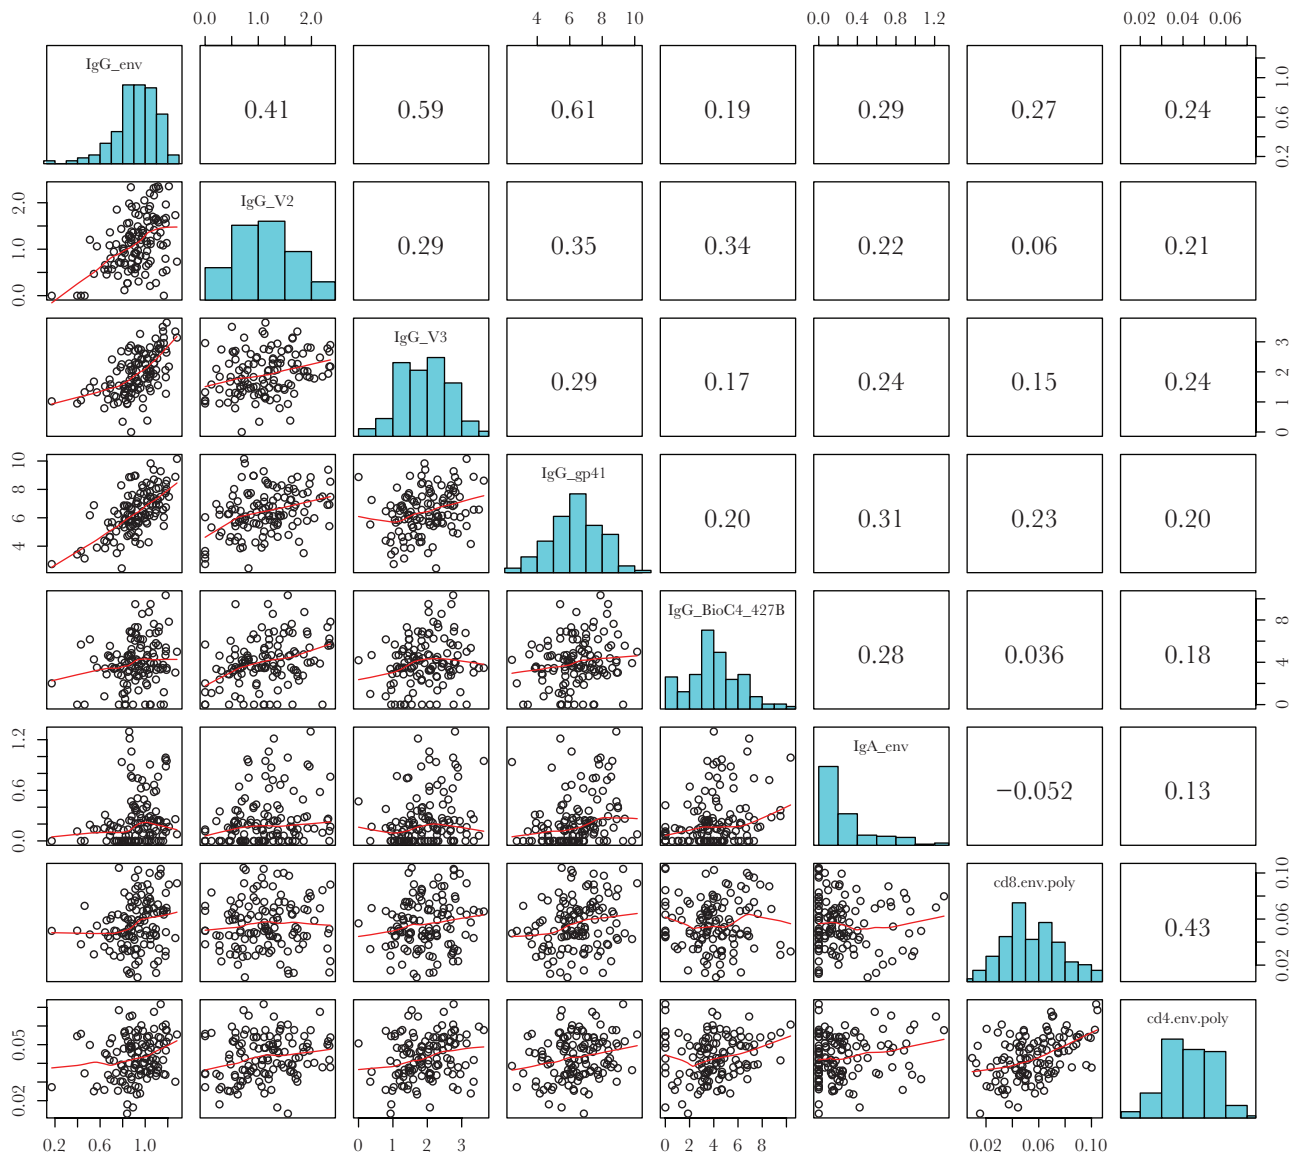 0.0 1.0 2.0 4 6 8 10 0.0 0.4 0.8 1.2 0.02 0.04 0.06
IgG_env 0.41 0.59 0.61 0.19 0.29 0.27 0.24
0.2 0.6 1.0
0.0 1.0 2.0
IgG_V2 0.29 0.35 0.34 0.22 0.06 0.21
IgG_V3 0.29 0.17 0.24 0.15 0.24
0 1 2 3
4 6 8 10
IgG_gp41 0.20 0.31 0.23 0.20
IgG_BioC4_427B 0.28 0.036 0.18
0 4 8
0.0 0.6 1.2
IgA_env −0.052 0.13
cd8.env.poly 0.43
0.02 0.06 0.10
0.02 0.05
cd4.env.poly
0.2 0.6 1.0 0 1 2 3 0 2 4 6 8 0.02 0.06 0.10